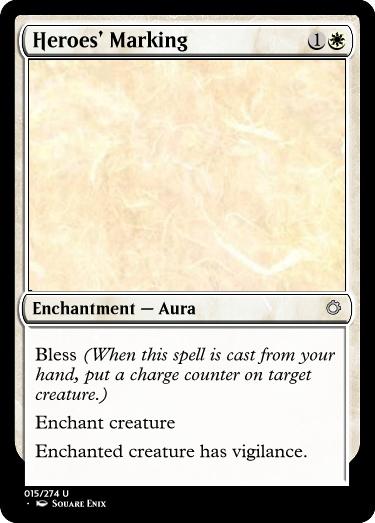 Heroes' Marking 1
Enchantment — Aura
Bless (When this spell is cast from your
hand, put a charge counter on target
creature.)
Enchant creature
Enchanted creature has vigilance.
015/274 U
· Square Enix